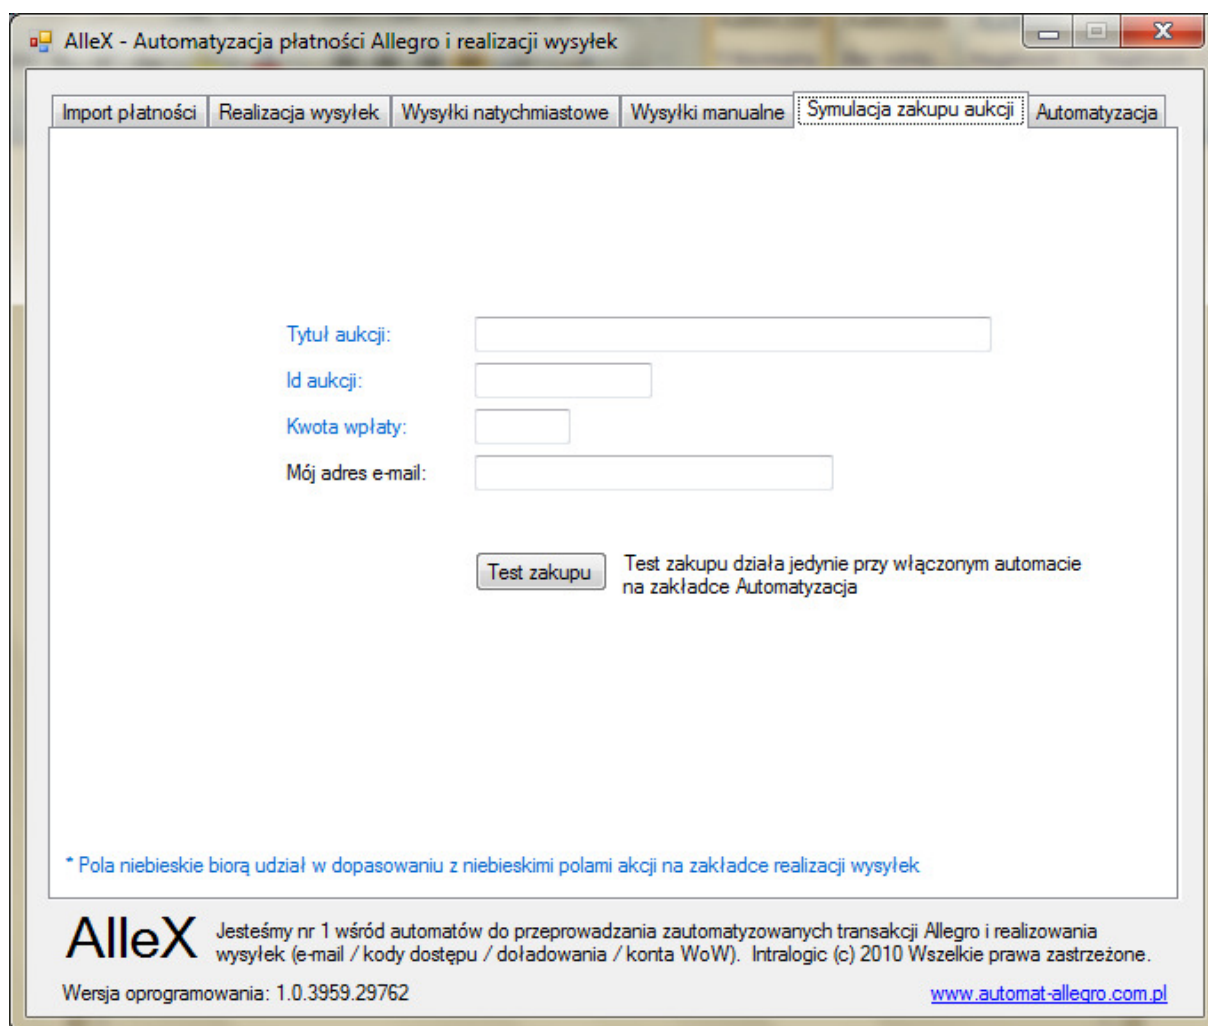 AlleX - Automatyzacja płatności Allegro i realizacji wysyłek
Import płatności Realizacja wysyłek Wysyłki natychmiastowe Wysyłki manualne Symulacja zakupu aukcji Automatyzacja
Tytuł aukcji:
Id aukcji:
Kwota wpłaty:
Mój adres e-mail:
Test zakupu
Test zakupu działa jedynie przy włączonym automacie
na zakładce Automatyzacja
* Pola niebieskie biorą udział w dopasowaniu z niebieskimi polami akcji na zakładce realizacji wysyłek
AlleX
Jesteśmy nr 1 wśród automatów do przeprowadzania zautomatyzowanych transakcji Allegro i realizowania
wysyłek (e-mail / kody dostępu / doładowania / konta WoW). Intralogic (c) 2010 Wszelkie prawa zastrzeżone.
Wersja oprogramowania: 1.0.3959.29762
www.automat-allegro.com.pl